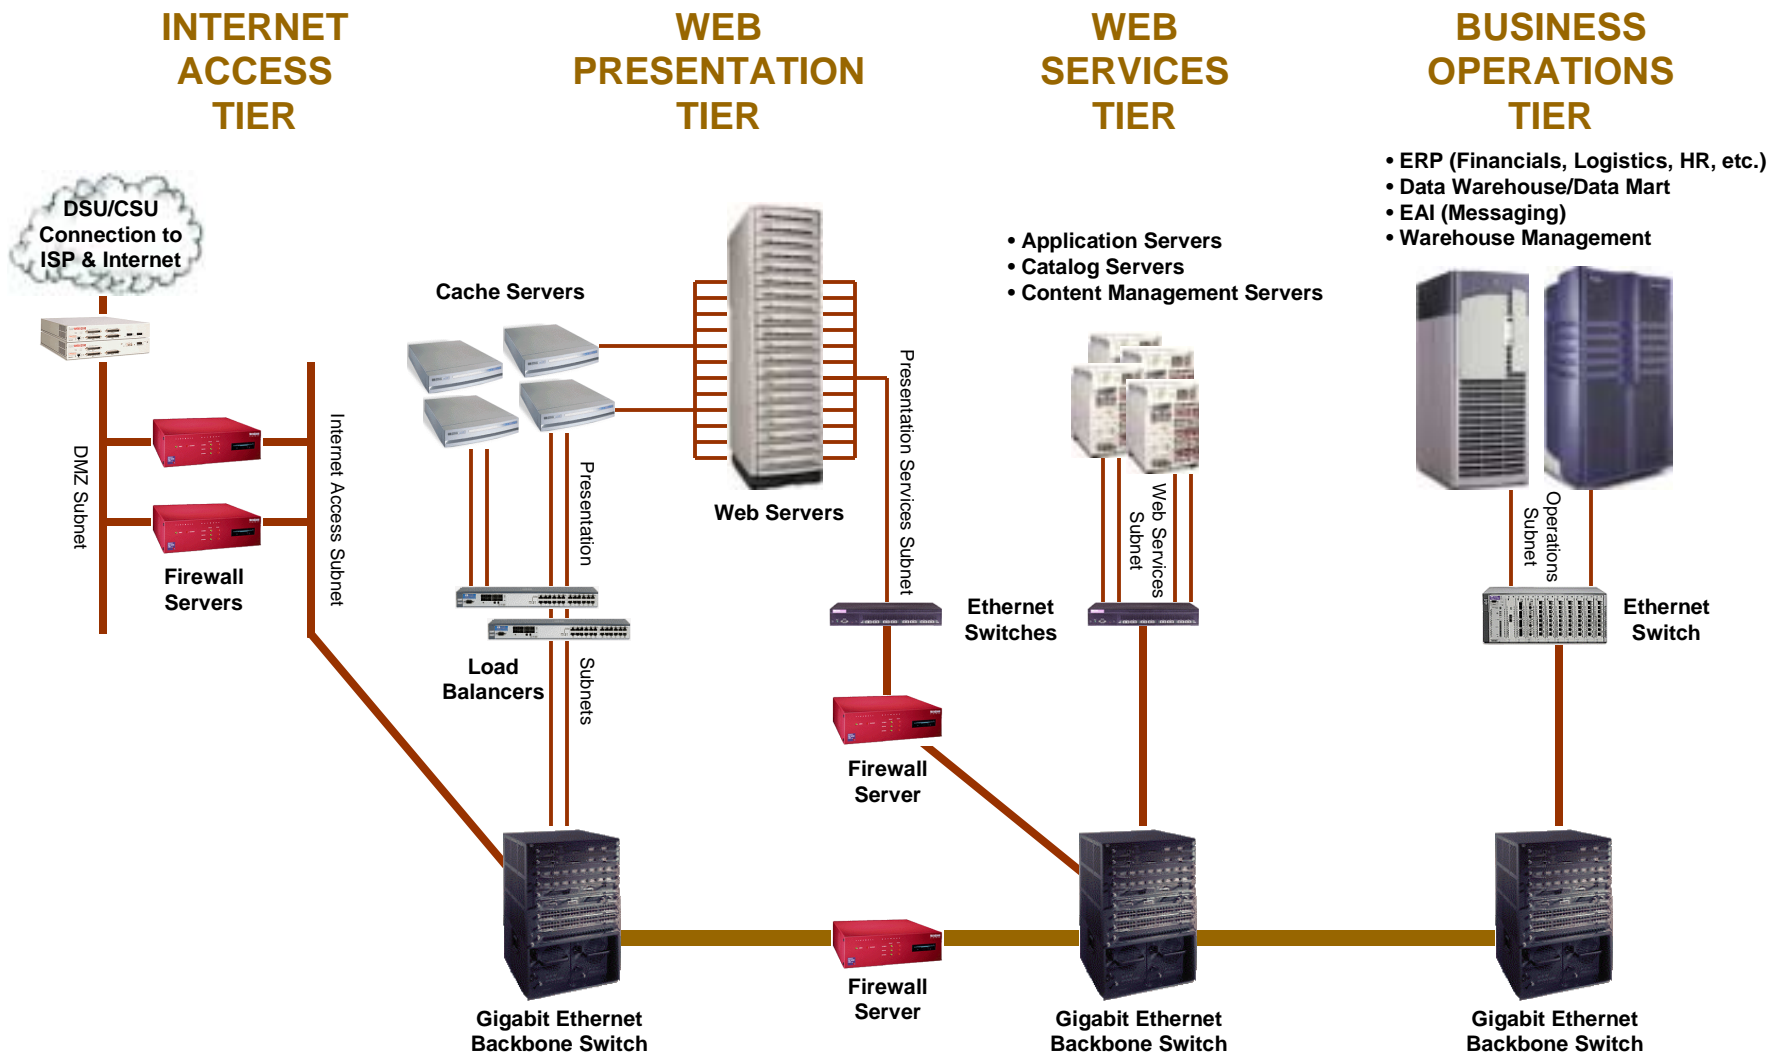 INTERNET
ACCESS
TIER
WEB
PRESENTATION
TIER
WEB
SERVICES
TIER
BUSINESS
OPERATIONS
TIER
• ERP (Financials, Logistics, HR, etc.)
• Data Warehouse/Data Mart
• EAI (Messaging)
• Warehouse Management
DSU/CSU
Connection to
ISP & Internet
• Application Servers
• Catalog Servers
• Content Management Servers
Cache Servers
DMZ Subnet
Internet Access Subnet
Presentation
Subnets
Presentation Services Subnet
Web Services
Subnet
Operations
Subnet
Web Servers
Firewall
Servers
Load
Balancers
Ethernet
Switches
Ethernet
Switch
Firewall
Server
Firewall
Server
Gigabit Ethernet
Backbone Switch
Gigabit Ethernet
Backbone Switch
Gigabit Ethernet
Backbone Switch